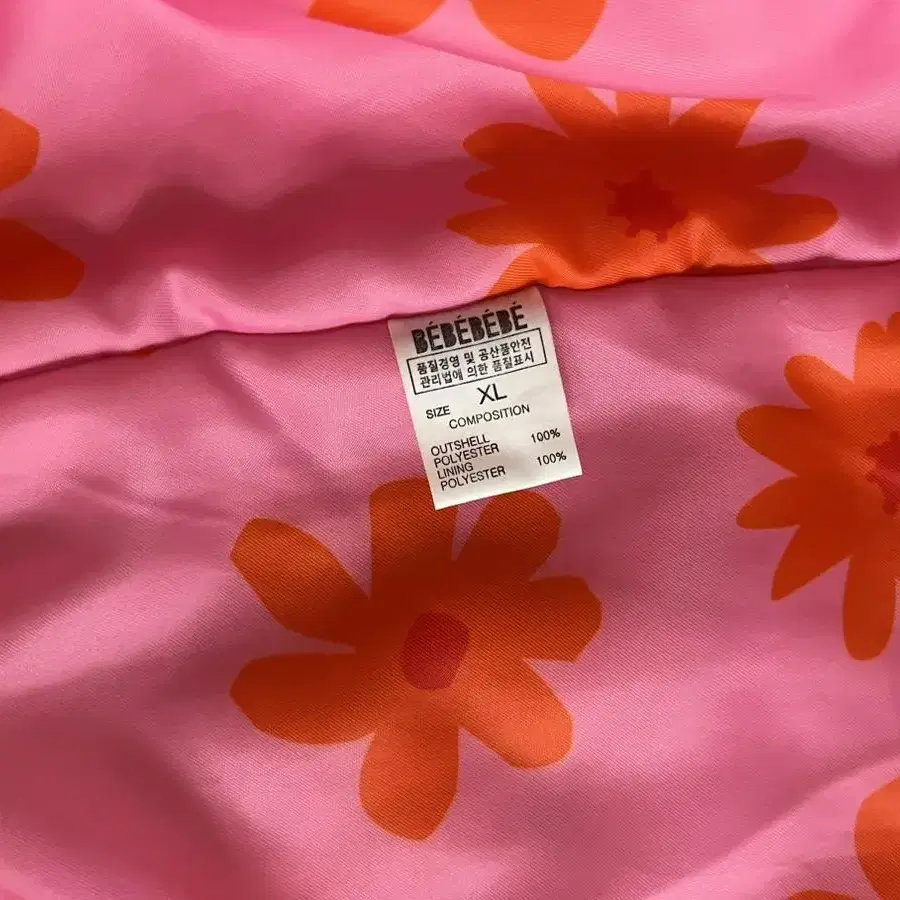 BÉBÉBÉBÉ
품질경영 및 공산품안전
관리법에 의한 품질표시
SIZE XL
COMPOSITION
OUTSHELL
POLYESTER 100%
LINING
POLYESTER 100%